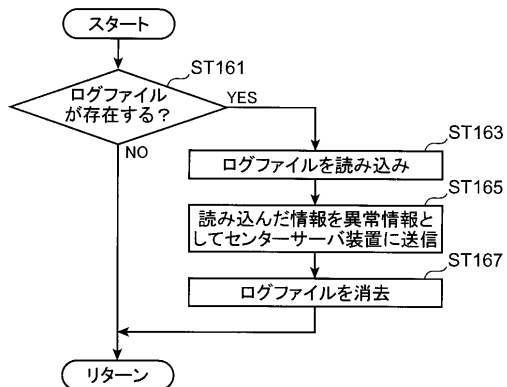 スタート
ST161
ログファイル
が存在する?
YES
NO
ST163
ログファイルを読み込み
ST165
読み込んだ情報を異常情報と
してセンターサーバ装置に送信
ST167
ログファイルを消去
リターン